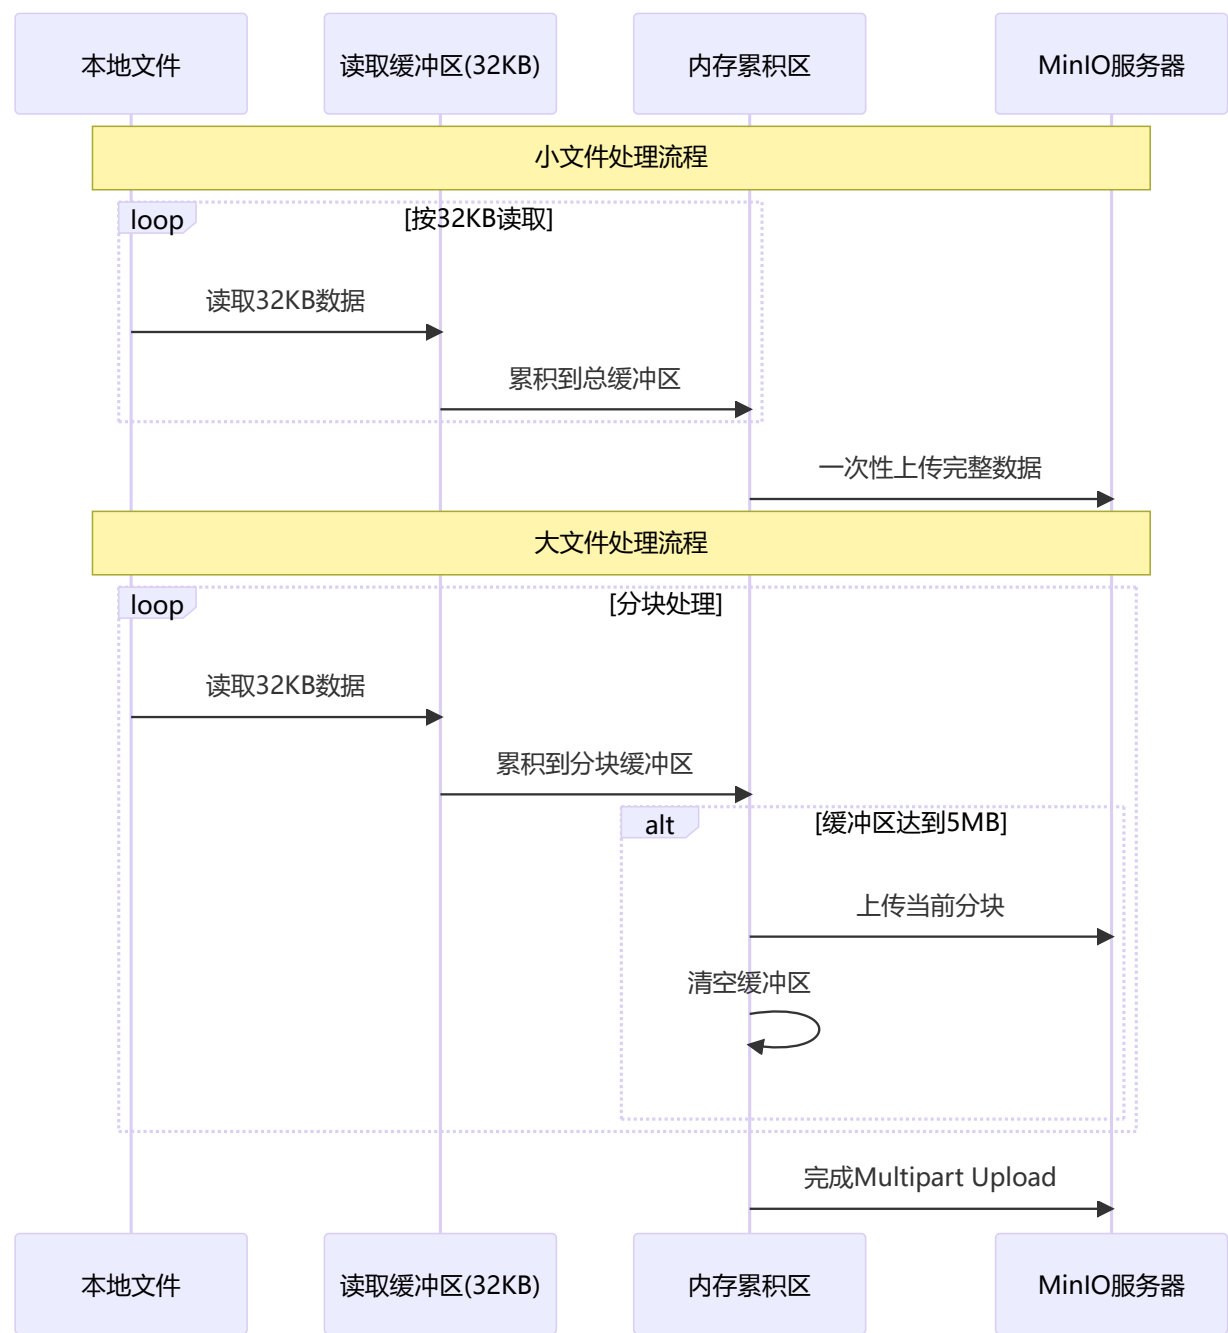 本地文件
读取缓冲区(32KB)
内存累积区
MinIO服务器
小文件处理流程
loop
[按32KB读取]
读取32KB数据
累积到总缓冲区
一次性上传完整数据
大文件处理流程
loop
[分块处理]
读取32KB数据
累积到分块缓冲区
alt
[缓冲区达到5MB]
上传当前分块
清空缓冲区
完成Multipart Upload
本地文件
读取缓冲区(32KB)
内存累积区
MinIO服务器